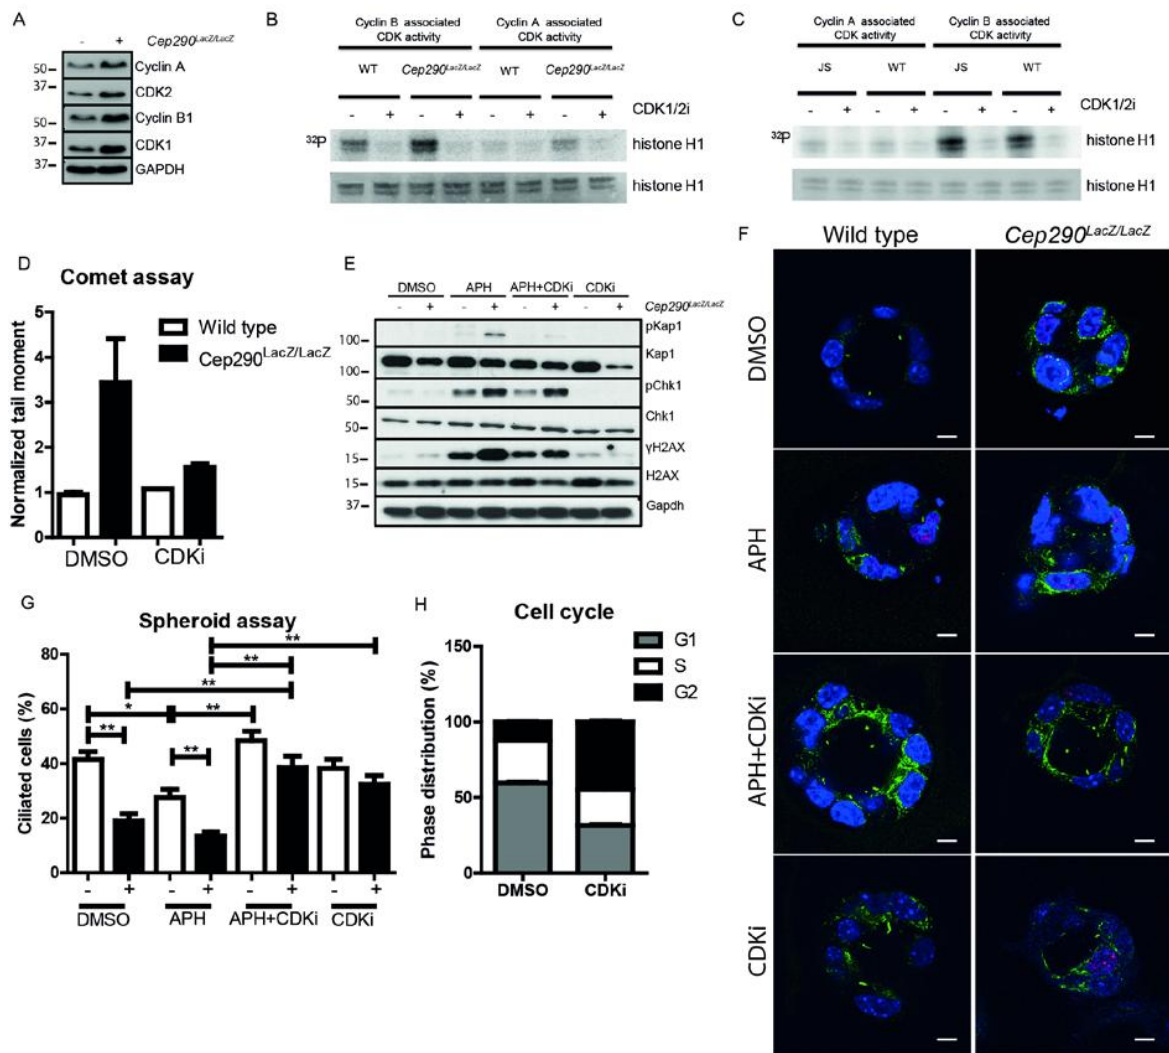 A
- + Cep290LacZ/LacZ
50 Cyclin A
37 CDK2
50 Cyclin B1
37 CDK1
37 GAPDH
B
Cyclin B associated CDK activity
Cyclin A associated CDK activity
WT Cep290LacZ/LacZ WT Cep290LacZ/LacZ
- + - + - + - + CDK1/2i
32P histone H1
histone H1
C
Cyclin A associated CDK activity
Cyclin B associated CDK activity
JS WT JS WT
- + - + - + - + CDK1/2i
32P histone H1
histone H1
D
Comet assay
Normalized tail moment
5
4
3
2
1
0
Wild type
Cep290LacZ/LacZ
DMSO CDKi
E
DMSO APH APH+CDKi CDKi
- + - + - + - + Cep290LacZ/LacZ
100 pKap1
100 Kap1
50 pChk1
50 Chk1
15 γH2AX
15 H2AX
37 Gapdh
F
Wild type Cep290LacZ/LacZ
DMSO
APH
APH+CDKi
CDKi
G
Spheroid assay
Ciliated cells (%)
80
60
40
20
0
**
**
**
* **
** **
- + - + - + - +
DMSO APH APH+CDKi CDKi
H
Cell cycle
Phase distribution (%)
150
100
50
0
G1
S
G2
DMSO CDKi